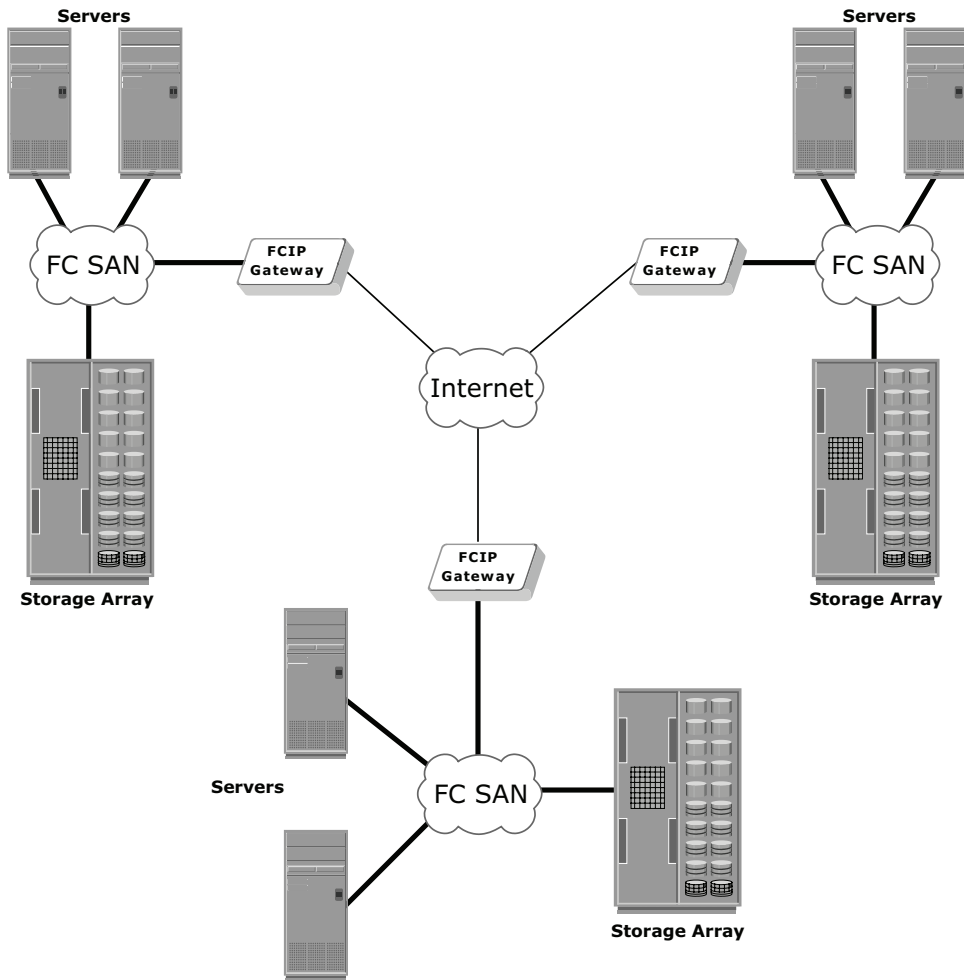 Servers
Servers
FC SAN
FCIP
Gateway
FCIP
Gateway
FC SAN
Internet
Storage Array
Storage Array
FCIP
Gateway
Servers
FC SAN
Storage Array